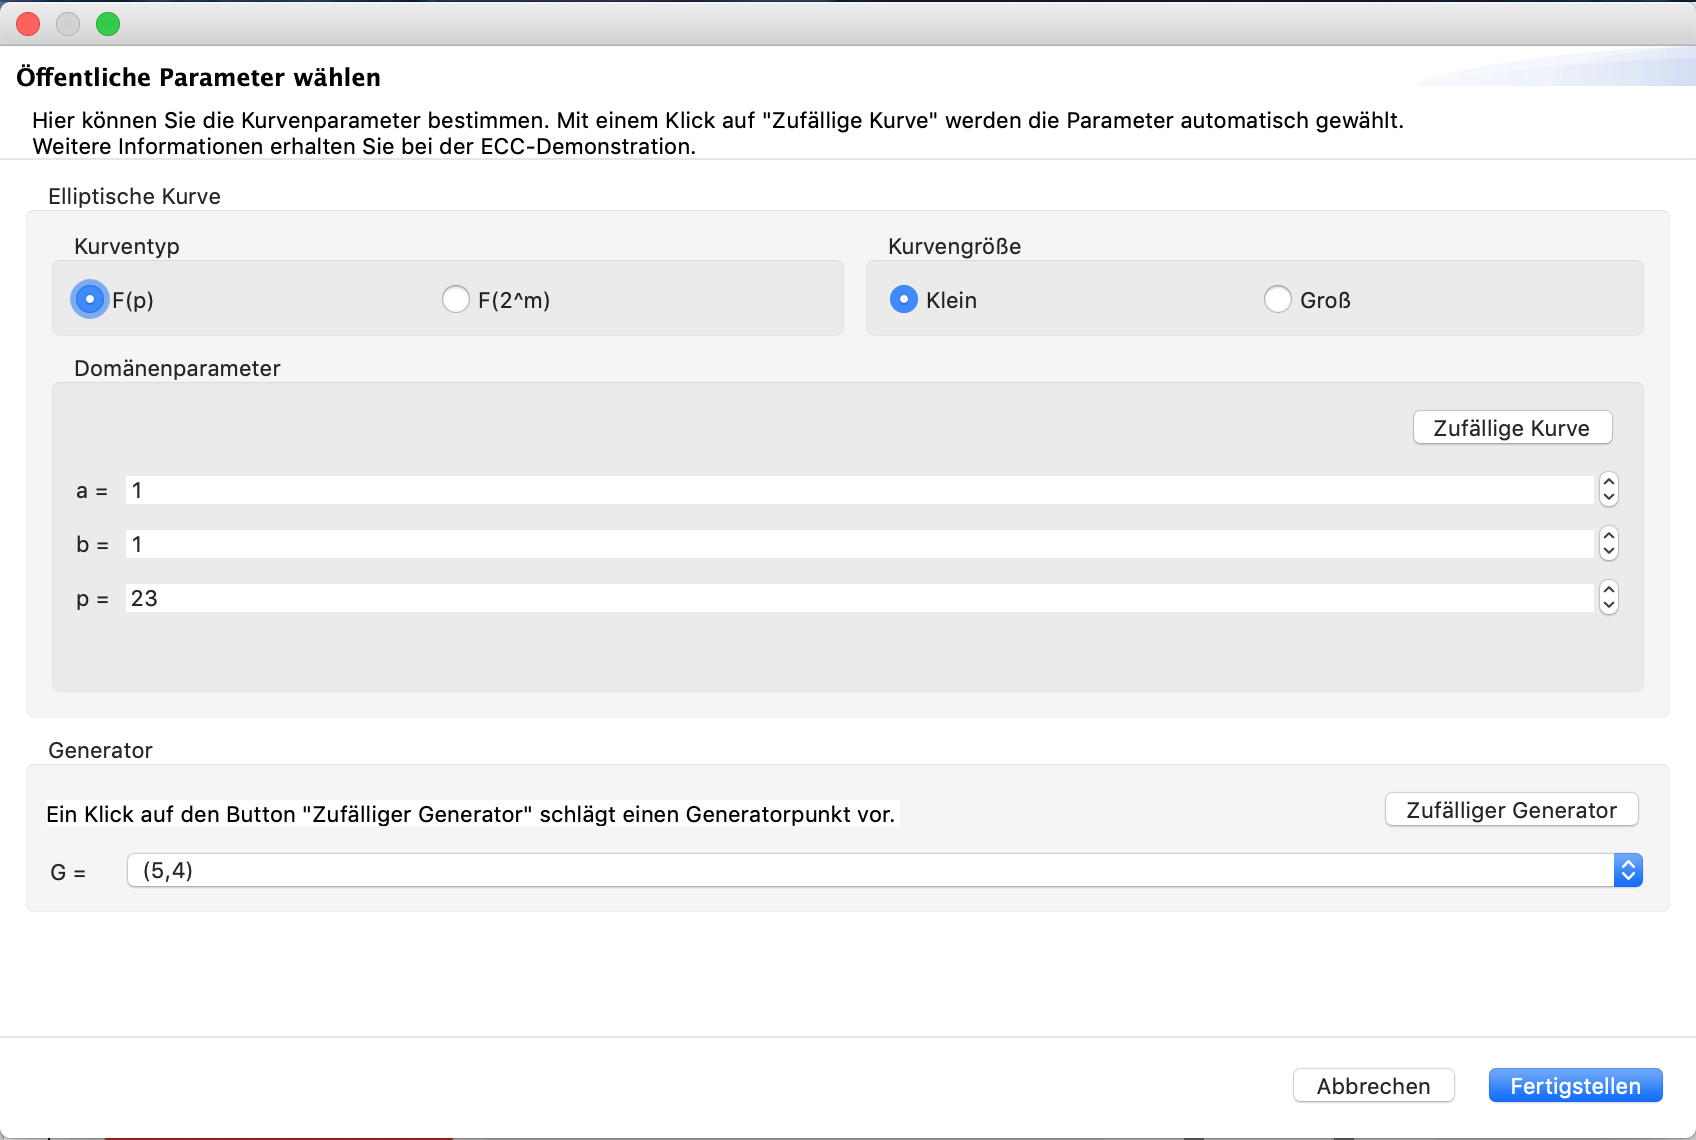 Öffentliche Parameter wählen
Hier können Sie die Kurvenparameter bestimmen. Mit einem Klick auf "Zufällige Kurve" werden die Parameter automatisch gewählt.
Weitere Informationen erhalten Sie bei der ECC-Demonstration.
Elliptische Kurve
Kurventyp
F(p)
F(2^m)
Kurvengröße
Klein
Groß
Domänenparameter
Zufällige Kurve
a = 1
b = 1
p = 23
Generator
Ein Klick auf den Button "Zufälliger Generator" schlägt einen Generatorpunkt vor.
Zufälliger Generator
G = (5,4)
Abbrechen
Fertigstellen